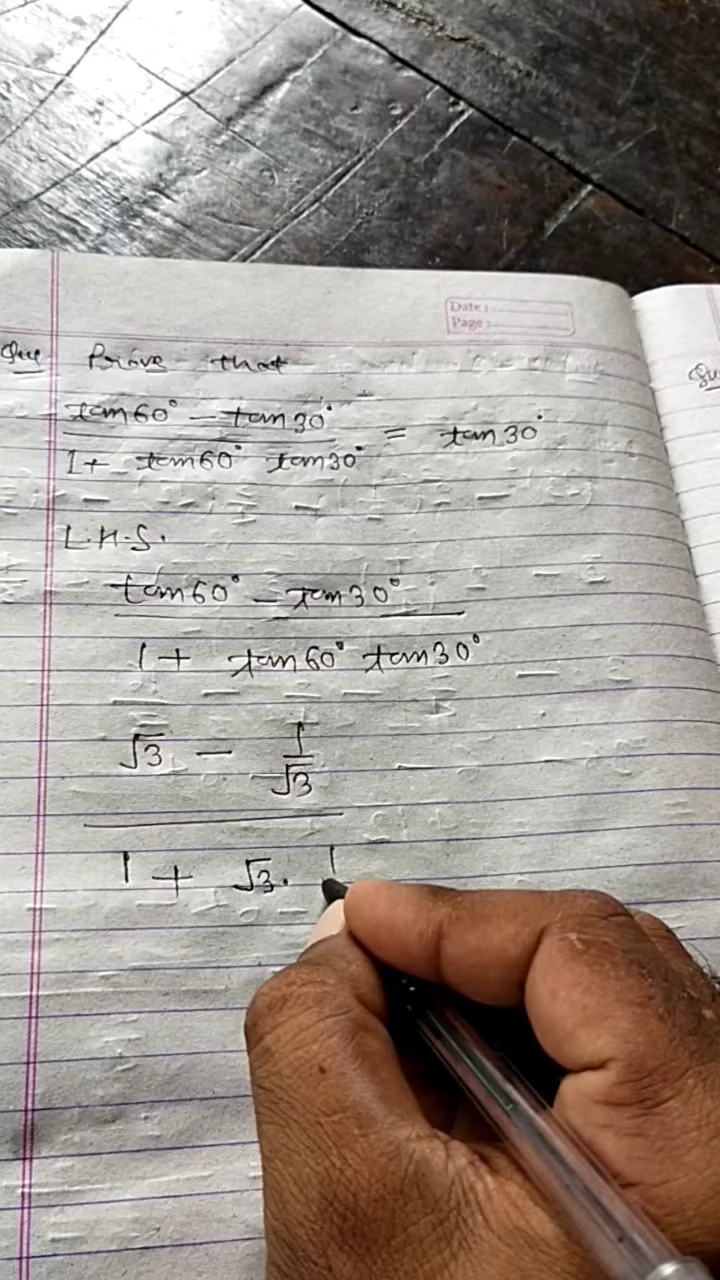 Date :
Page :
Que Prove that
tan60° – tan30°
1 + tan60° tan30°
= tan30°
L.H.S.
tan60° – tan30°
1 + tan60° tan30°
√3 – 1
√3
1 + √3. 1